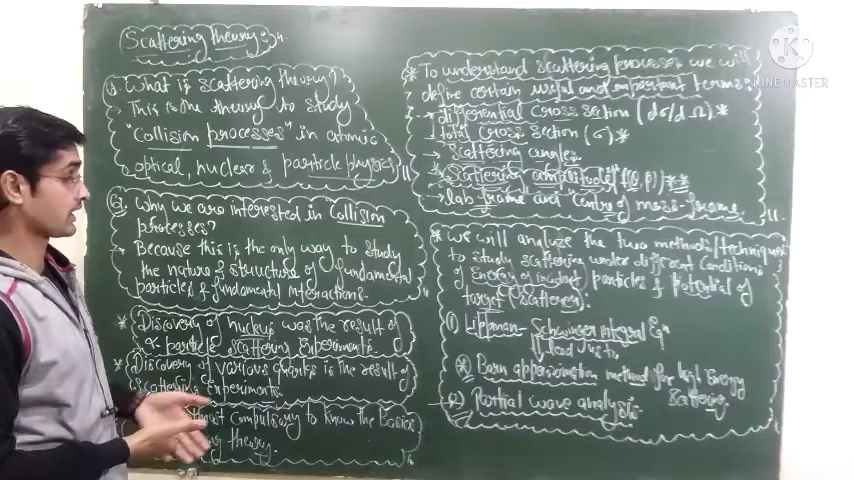 Scattering theory :
Q. What is scattering theory?
→ This is the theory to study
"Collision processes" in atomic
optical, nuclear & particle physics
Q. Why we are interested in "Collision
processes?
→ Because this is the only way to study
the nature & structure of fundamental
particles & fundamental interactions.
* Discovery of nucleus was the result of
α particle scattering experiments.
* Discovery of various quarks is the result of
scattering experiments.
most compulsory to know the basics
theory.
* To understand scattering processes we will
define certain useful and important terms:
→ differential cross section (dσ/dΩ) *
→ total cross section (σ) *
→ Scattering angles
→ Scattering amplitude (f(θ,φ)) **
→ "lab frame" and "centre of mass-frame
* We will analyze the two methods/techniques
to study scattering under different conditions
of Energy of incident particles & potential of
target (scatterer).
(1) Lippman - Schwinger integral Eqn
lead us to
* Born approximation method for high Energy
scattering
(2) Partial wave analysis
KINEMASTER